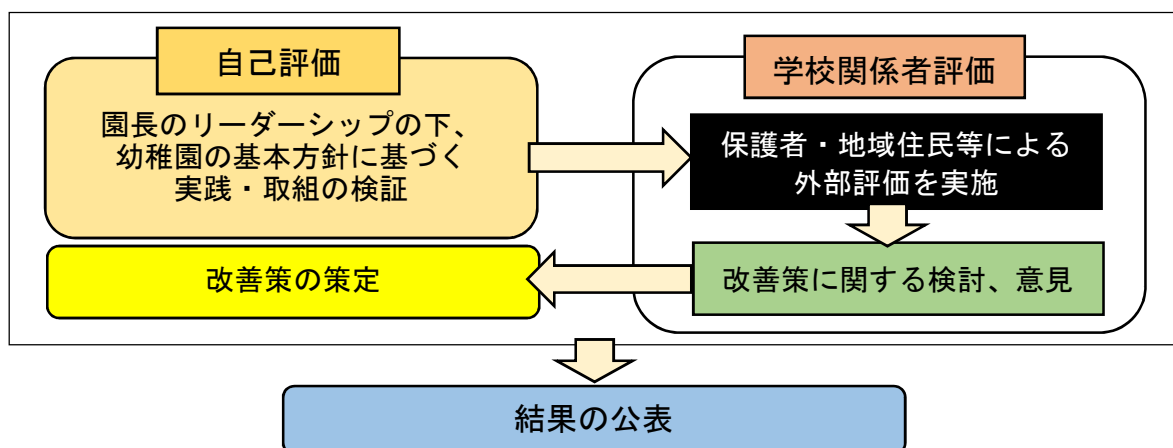 自己評価
園長のリーダーシップの下、
幼稚園の基本方針に基づく
実践・取組の検証
学校関係者評価
保護者・地域住民等による
外部評価を実施
改善策に関する検討、意見
改善策の策定
結果の公表